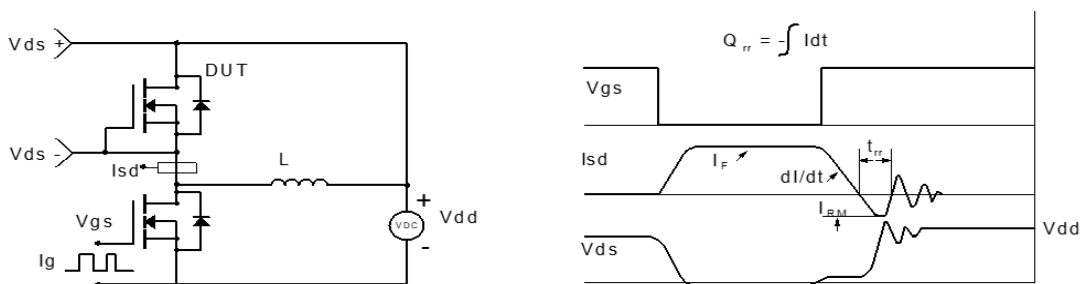 Vds +
DUT
Vds -
Isd
L
Vgs
+
VDC
Vdd
-
Ig
Q rr = - ∫ Idt
Vgs
Isd
I F
dI/dt
t rr
I RM
Vds
Vdd